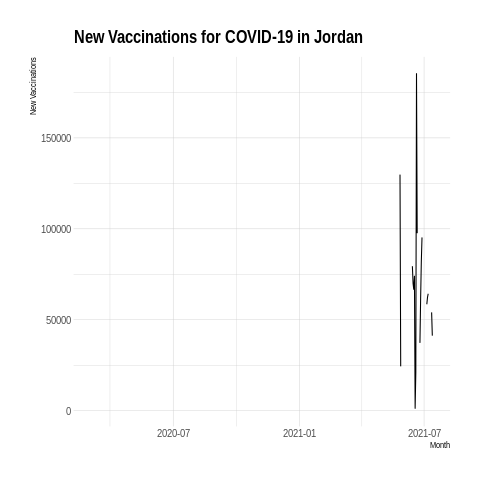 New Vaccinations for COVID-19 in Jordan
New Vaccinations
150000
100000
50000
0
2020-07
2021-01
2021-07
Month